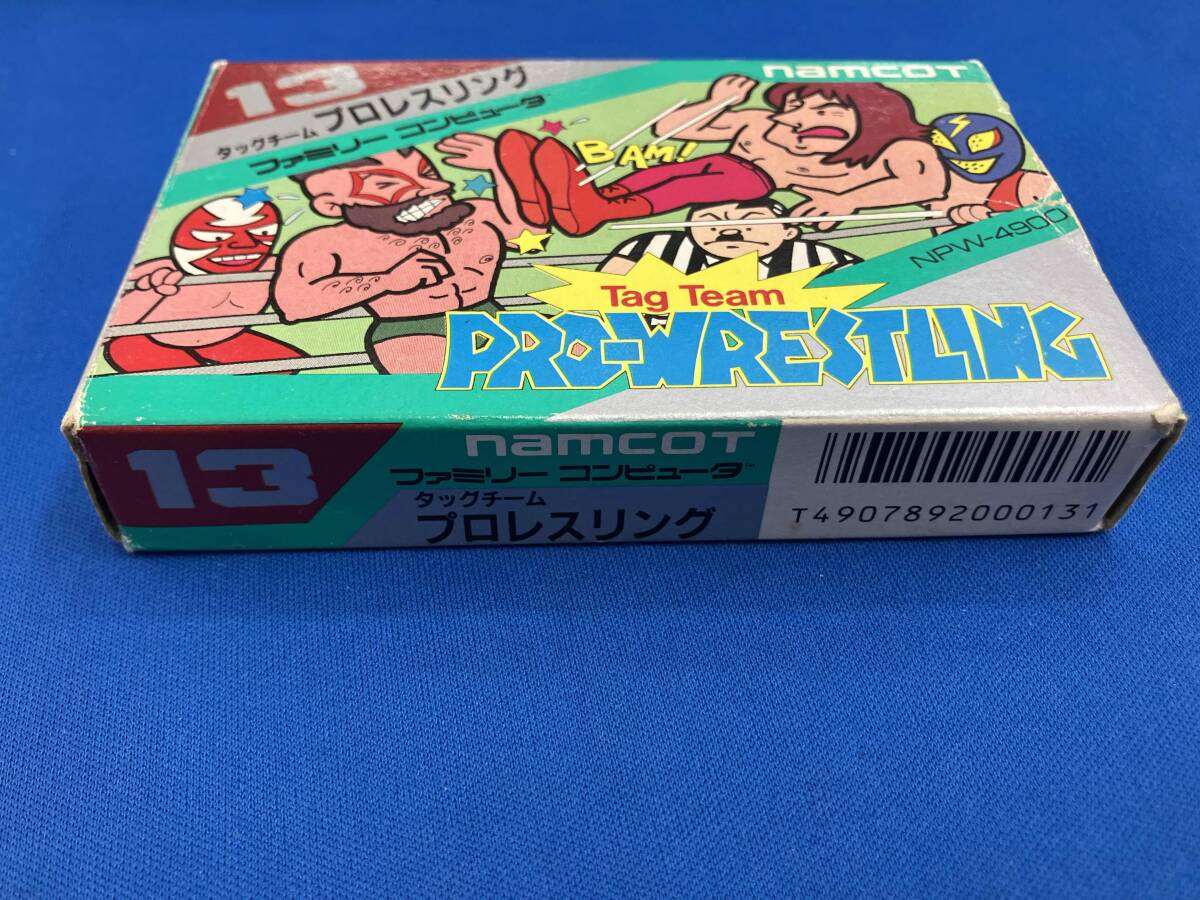 13
namcot
タッグチーム プロレスリング
ファミリー コンピュータ
BAM!
NPW-4900
Tag Team
PRO-WRESTLING
13
namcot
ファミリー コンピュータ™
タッグチーム
プロレスリング
T4907892000131